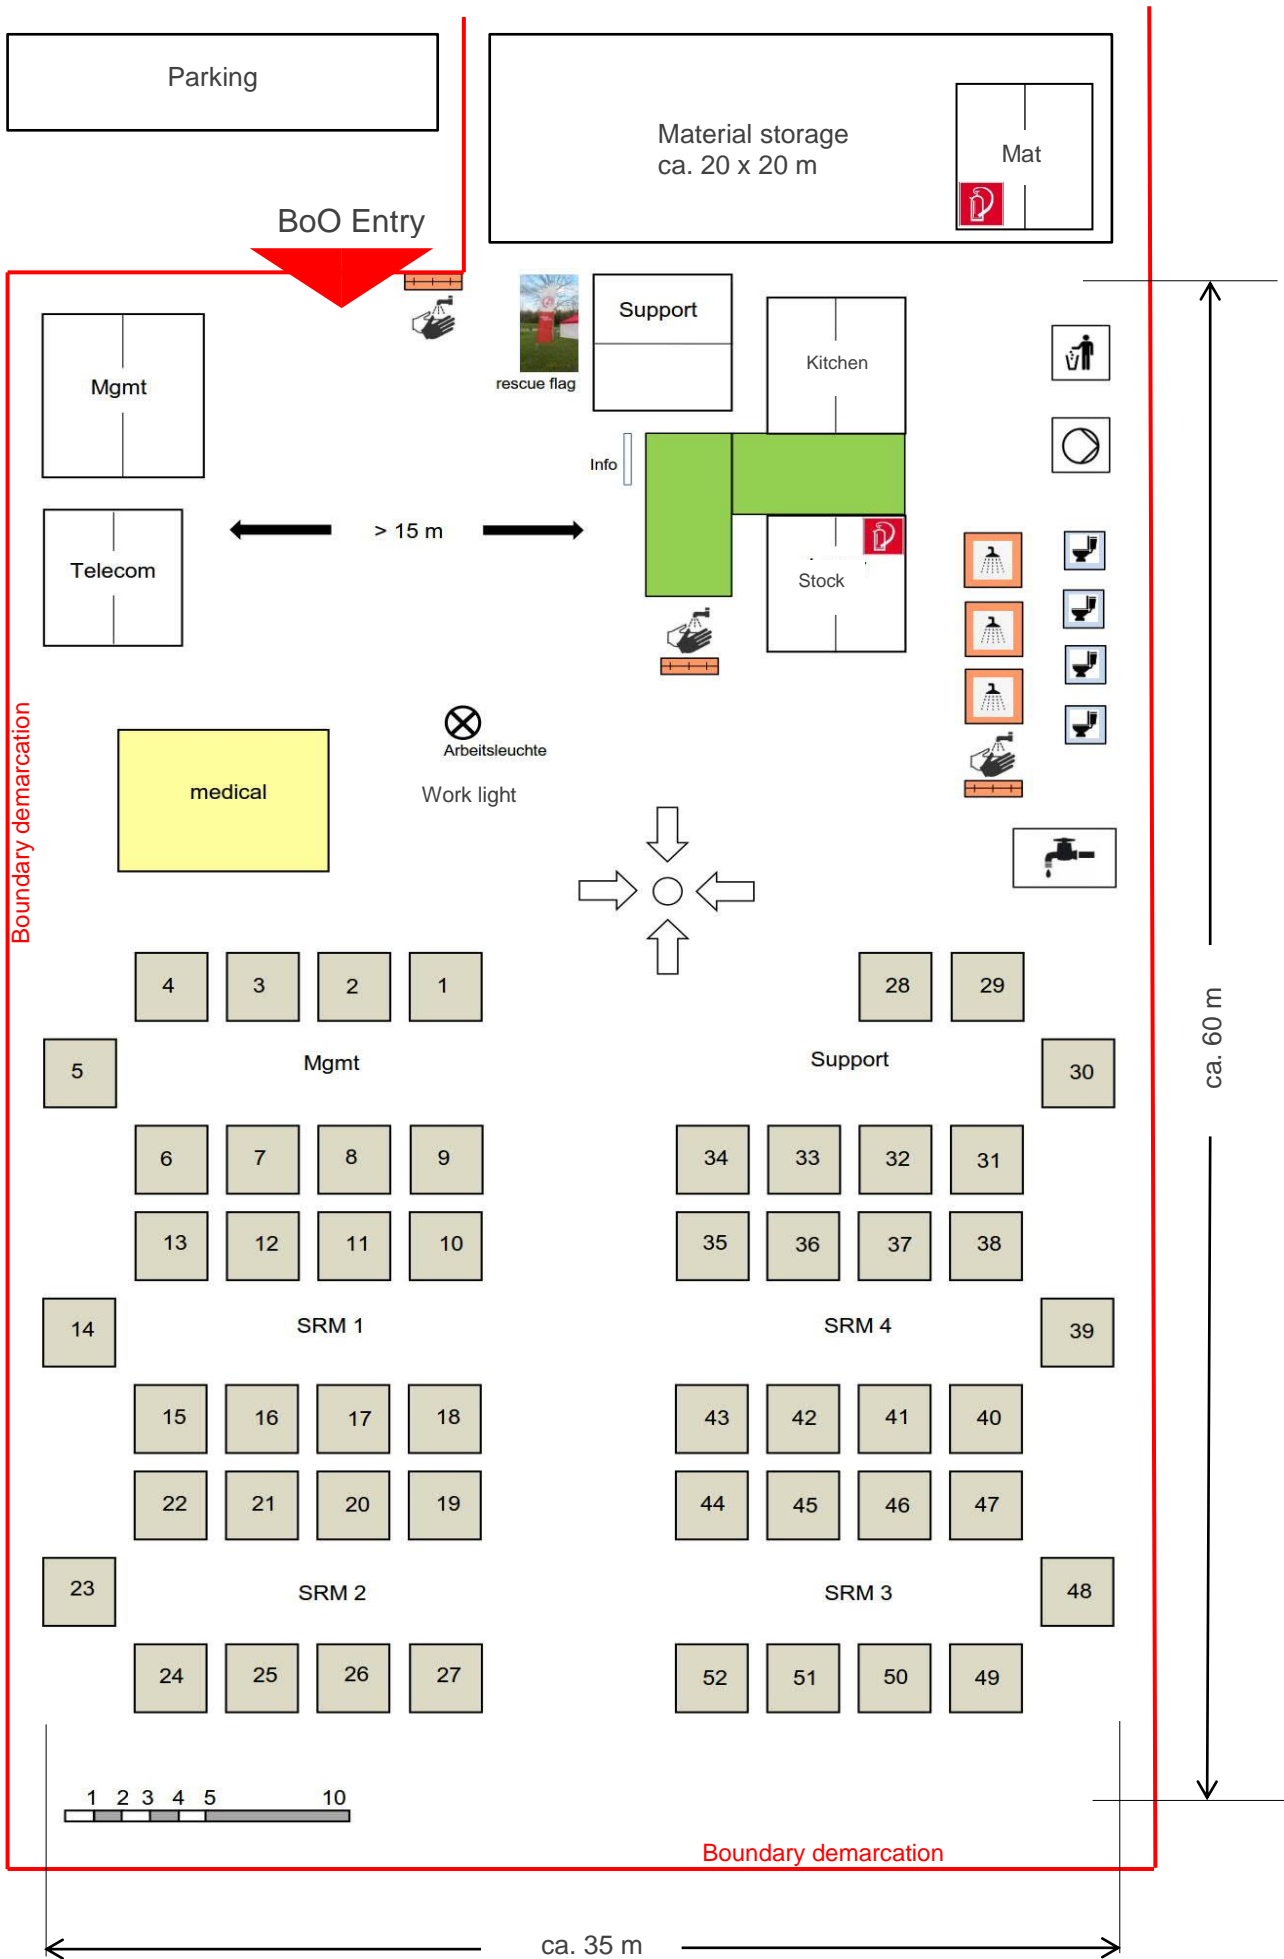 Parking
Material storage
ca. 20 x 20 m
Mat
BoO Entry
Mgmt
rescue flag
Support
Kitchen
Info
> 15 m
Telecom
Stock
Boundary demarcation
medical
Arbeitsleuchte
Work light
4 3 2 1
28 29
Mgmt
Support
5
30
6 7 8 9
34 33 32 31
13 12 11 10
35 36 37 38
14
SRM 1
SRM 4
39
15 16 17 18
43 42 41 40
22 21 20 19
44 45 46 47
23
SRM 2
SRM 3
48
24 25 26 27
52 51 50 49
ca. 60 m
1 2 3 4 5 10
Boundary demarcation
ca. 35 m